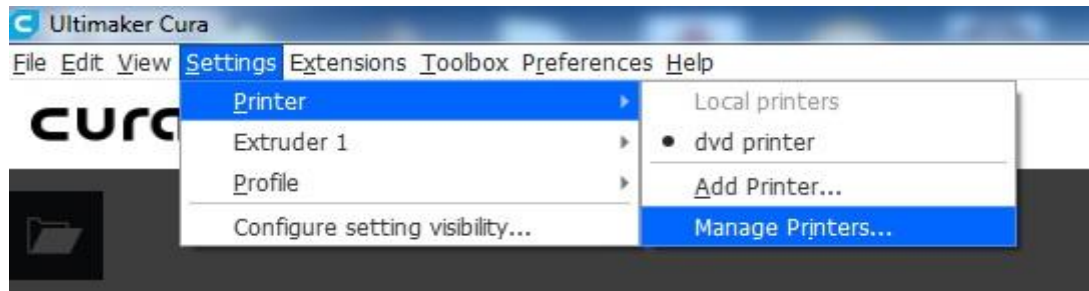 Ultimaker Cura
File Edit View Settings Extensions Toolbox Preferences Help
cura
Printer
Extruder 1
Profile
Configure setting visibility...
Local printers
dvd printer
Add Printer...
Manage Printers...